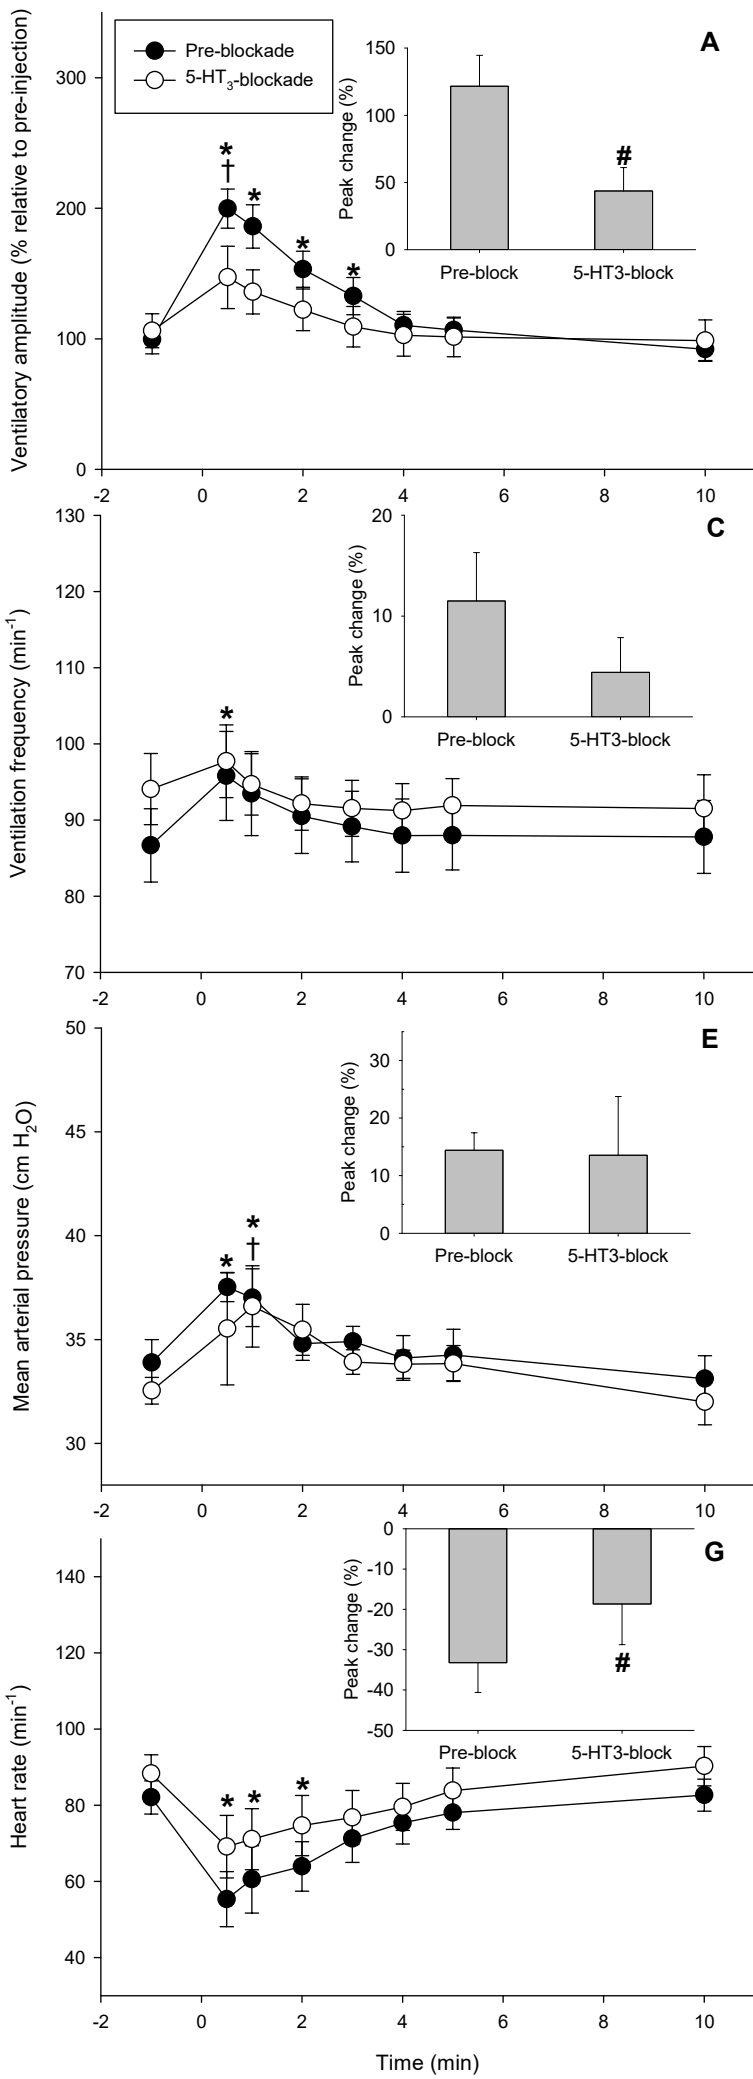 A
Pre-blockade
5-HT3-blockade
Ventilatory amplitude (% relative to pre-injection)
300
200
100
0
*
†
*
*
*
-2 0 2 4 6 8 10
Peak change (%)
150
100
50
0
#
Pre-block 5-HT3-block
C
Ventilation frequency (min-1)
130
120
110
100
90
80
70
*
-2 0 2 4 6 8 10
Peak change (%)
20
10
0
Pre-block 5-HT3-block
E
Mean arterial pressure (cm H2O)
50
45
40
35
30
*
*
†
-2 0 2 4 6 8 10
Peak change (%)
30
20
10
0
Pre-block 5-HT3-block
G
Heart rate (min-1)
140
120
100
80
60
40
*
*
*
-2 0 2 4 6 8 10
Peak change (%)
0
-10
-20
-30
-40
-50
#
Pre-block 5-HT3-block
Time (min)